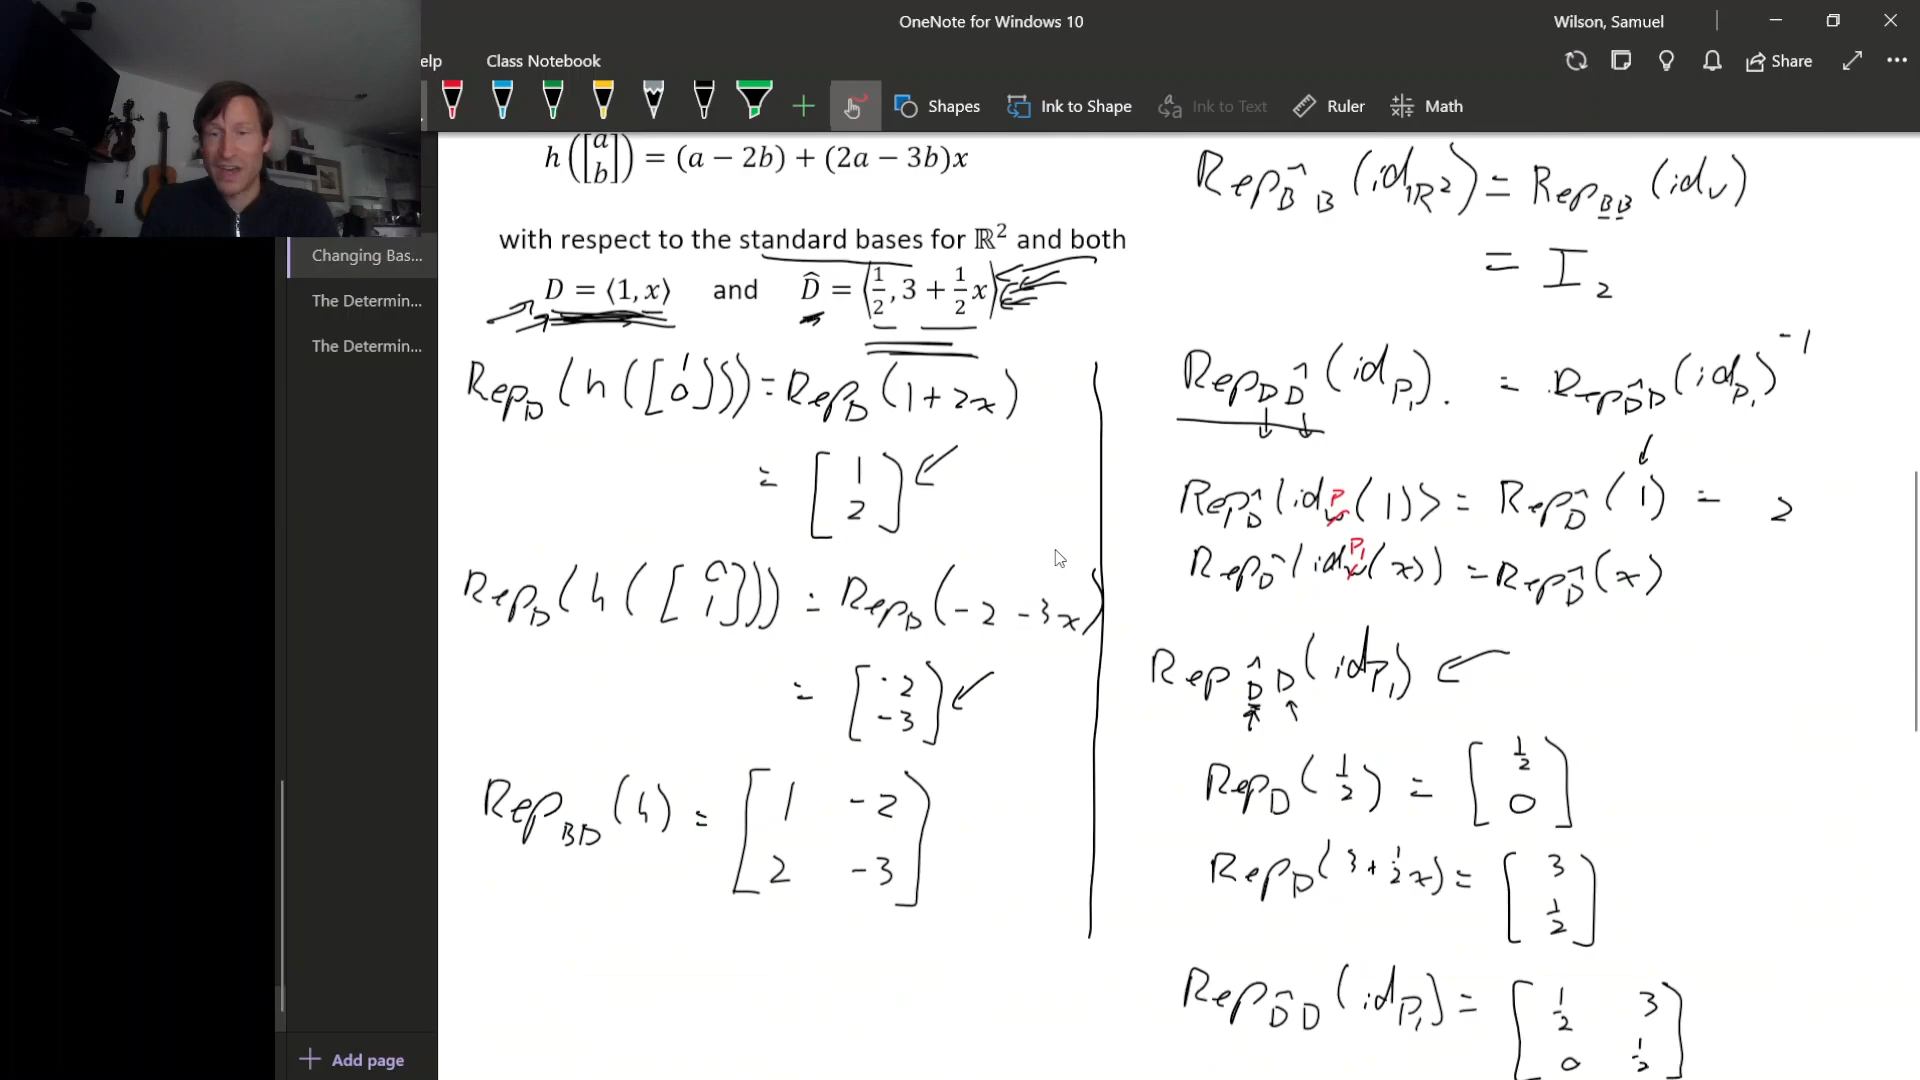 OneNote for Windows 10
Wilson, Samuel
elp
Class Notebook
Share
Shapes
Ink to Shape
Ink to Text
Ruler
Math
Changing Bas...
The Determin...
The Determin...
Add page
h([a b]) = (a − 2b) + (2a − 3b)x
with respect to the standard bases for ℝ² and both
D = ⟨1, x⟩ and D̂ = ⟨1/2, 3 + 1/2 x⟩
Rep_D(h([1 0])) = Rep_D(1+2x)
= [1 2]
Rep_D(h([0 1])) = Rep_D(-2 -3x)
= [-2 -3]
Rep_BD(h) = [1 -2
2 -3]
Rep_B̂B(id_ℝ²) = Rep_BB(id_V)
= I_2
Rep_DD̂(id_P₁). = Rep_D̂D(id_P₁)⁻¹
Rep_D̂(id_P(1)) = Rep_D̂(1) = 2
Rep_D̂(id_P₁(x)) = Rep_D̂(x)
Rep_D̂D(id_P₁)
Rep_D(1/2) = [1/2 0]
Rep_D(3+1/2x) = [3 1/2]
Rep_D̂D(id_P₁) = [1/2 3
0 1/2]